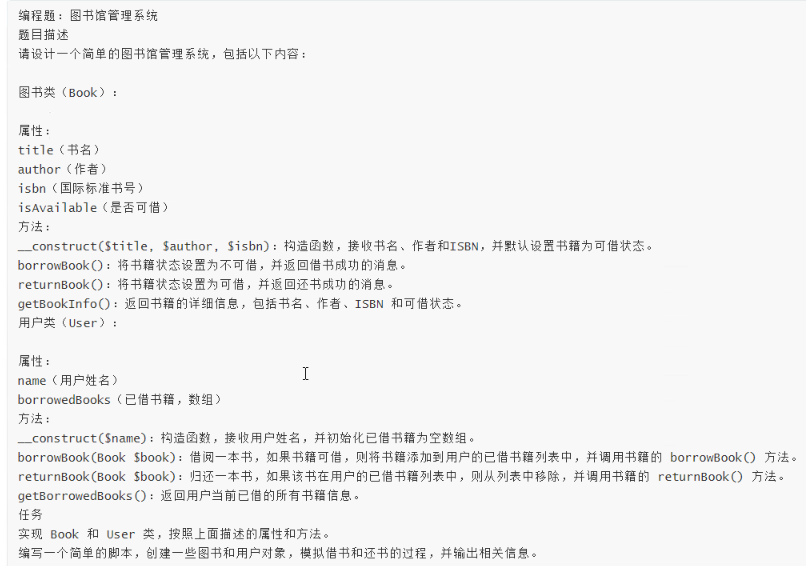 编程题：图书馆管理系统
题目描述
请设计一个简单的图书馆管理系统，包括以下内容：
图书类（Book）：
属性：
title（书名）
author（作者）
isbn（国际标准书号）
isAvailable（是否可借）
方法：
__construct($title, $author, $isbn)：构造函数，接收书名、作者和ISBN，并默认设置书籍为可借状态。
borrowBook()：将书籍状态设置为不可借，并返回借书成功的消息。
returnBook()：将书籍状态设置为可借，并返回还书成功的消息。
getBookInfo()：返回书籍的详细信息，包括书名、作者、ISBN 和可借状态。
用户类（User）：
属性：
name（用户姓名）
borrowedBooks（已借书籍，数组）
方法：
__construct($name)：构造函数，接收用户姓名，并初始化已借书籍为空数组。
borrowBook(Book $book)：借阅一本书，如果书籍可借，则将书籍添加到用户的已借书籍列表中，并调用书籍的 borrowBook() 方法。
returnBook(Book $book)：归还一本书，如果该书在用户的已借书籍列表中，则从列表中移除，并调用书籍的 returnBook() 方法。
getBorrowedBooks()：返回用户当前已借的所有书籍信息。
任务
实现 Book 和 User 类，按照上面描述的属性和方法。
编写一个简单的脚本，创建一些图书和用户对象，模拟借书和还书的过程，并输出相关信息。